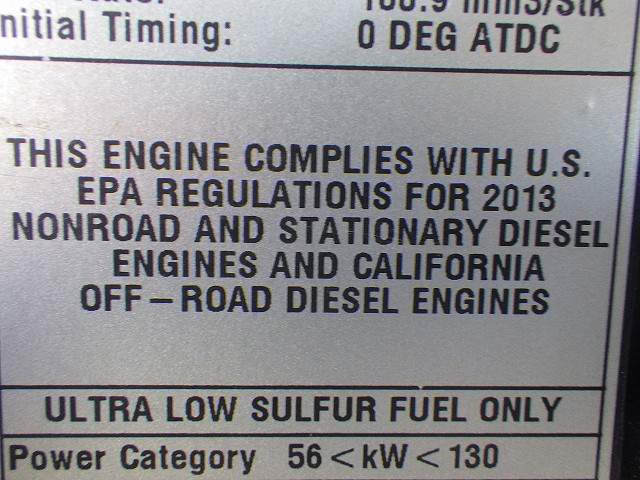 nitial Timing: 0 DEG ATDC
THIS ENGINE COMPLIES WITH U.S.
EPA REGULATIONS FOR 2013
NONROAD AND STATIONARY DIESEL
ENGINES AND CALIFORNIA
OFF-ROAD DIESEL ENGINES
ULTRA LOW SULFUR FUEL ONLY
Power Category 56 < kW < 130